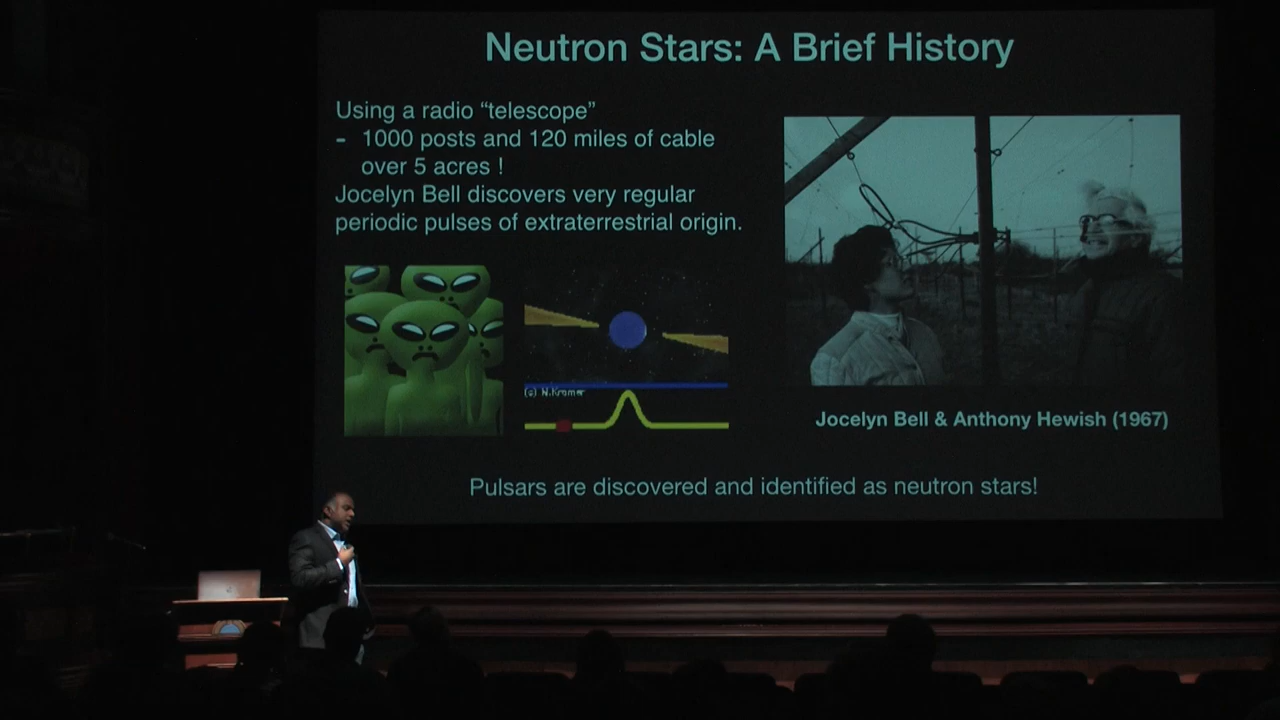 Neutron Stars: A Brief History
Using a radio “telescope”
- 1000 posts and 120 miles of cable
over 5 acres !
Jocelyn Bell discovers very regular
periodic pulses of extraterrestrial origin.
(c) N.Kramer
Jocelyn Bell & Anthony Hewish (1967)
Pulsars are discovered and identified as neutron stars!